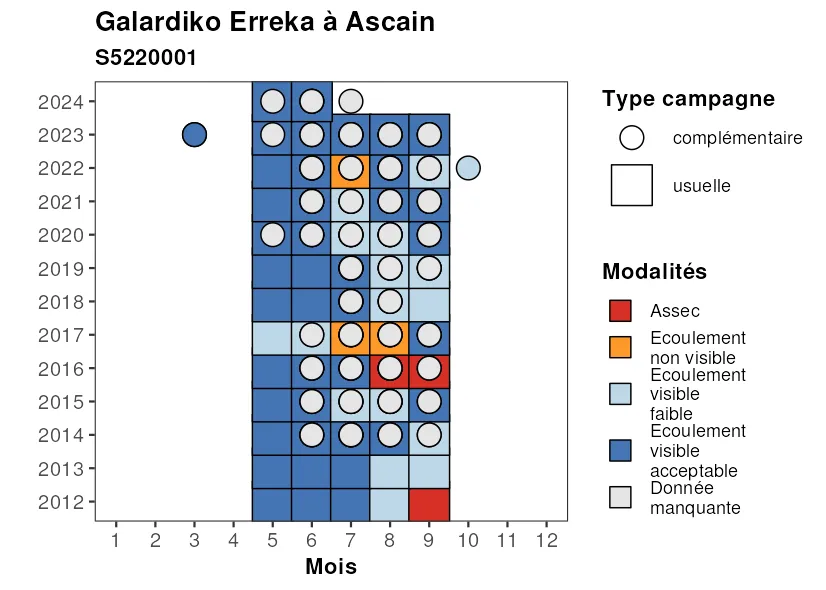 Galardiko Erreka à Ascain
S5220001
2024
2023
2022
2021
2020
2019
2018
2017
2016
2015
2014
2013
2012
1 2 3 4 5 6 7 8 9 10 11 12
Mois
Type campagne
complémentaire
usuelle
Modalités
Assec
Ecoulement
non visible
Ecoulement
visible
faible
Ecoulement
visible
acceptable
Donnée
manquante